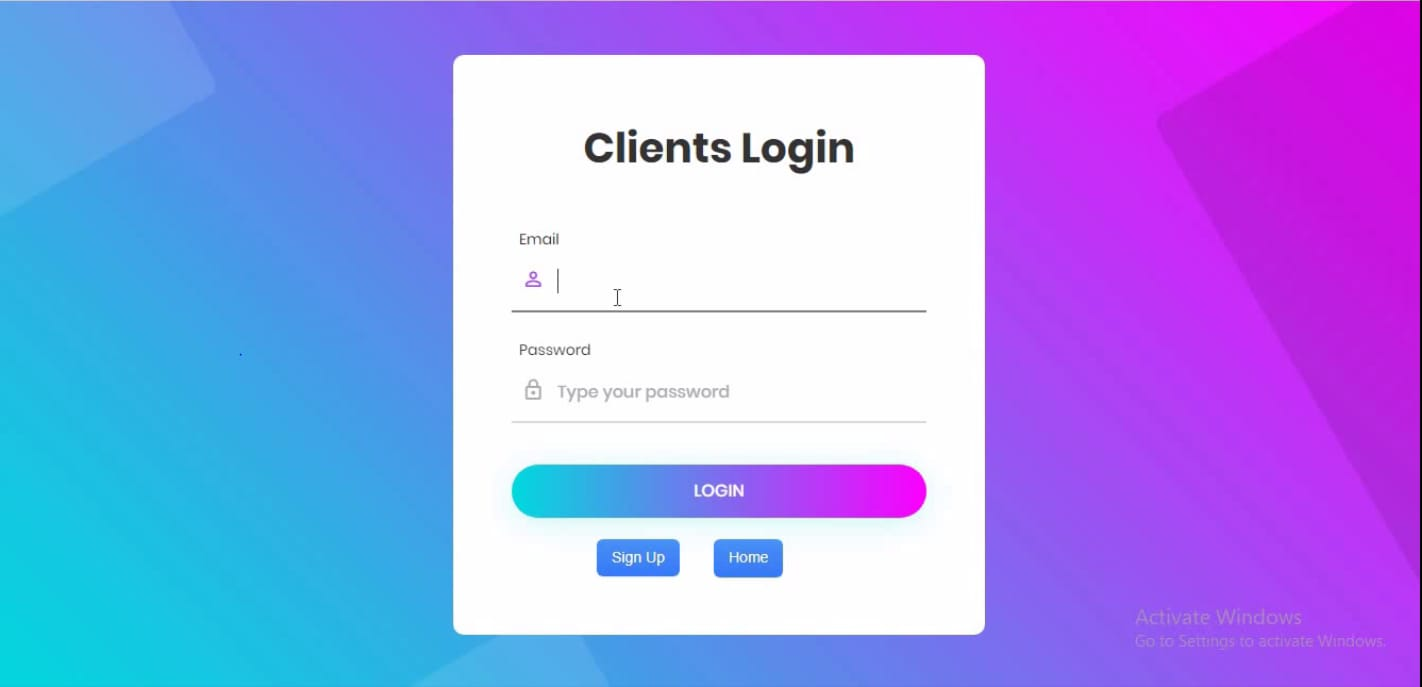 Clients Login
Email
Password
Type your password
LOGIN
Sign Up
Home
Activate Windows
Go to Settings to activate Windows.